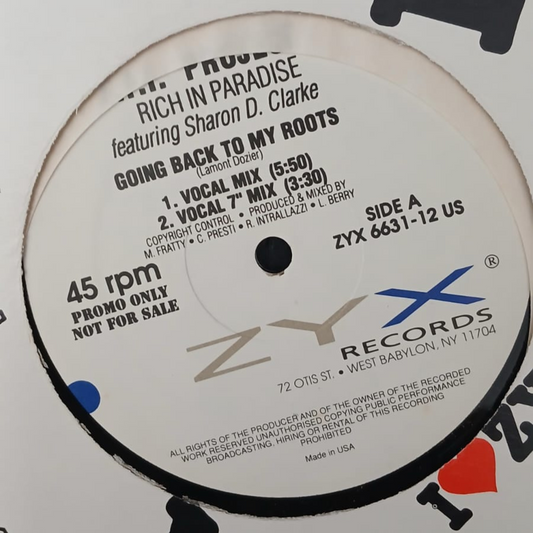 RICH IN PARADISE
featuring Sharon D. Clarke
GOING BACK TO MY ROOTS
(Lamont Dozier)
1. VOCAL MIX (5:50)
2. VOCAL 7" MIX (3:30)
COPYRIGHT CONTROL • PRODUCED & MIXED BY
M. FRATTY • C. PRESTI • R. INTRALLAZZI • L. BERRY
SIDE A
ZYX 6631-12 US
45 rpm
PROMO ONLY
NOT FOR SALE
ZYX ®
RECORDS
72 OTIS ST. • WEST BABYLON, NY 11704
ALL RIGHTS OF THE PRODUCER AND OF THE OWNER OF THE RECORDED
WORK RESERVED UNAUTHORISED COPYING PUBLIC PERFORMANCE
BROADCASTING, HIRING OR RENTAL OF THIS RECORDING
PROHIBITED
Made in USA
I